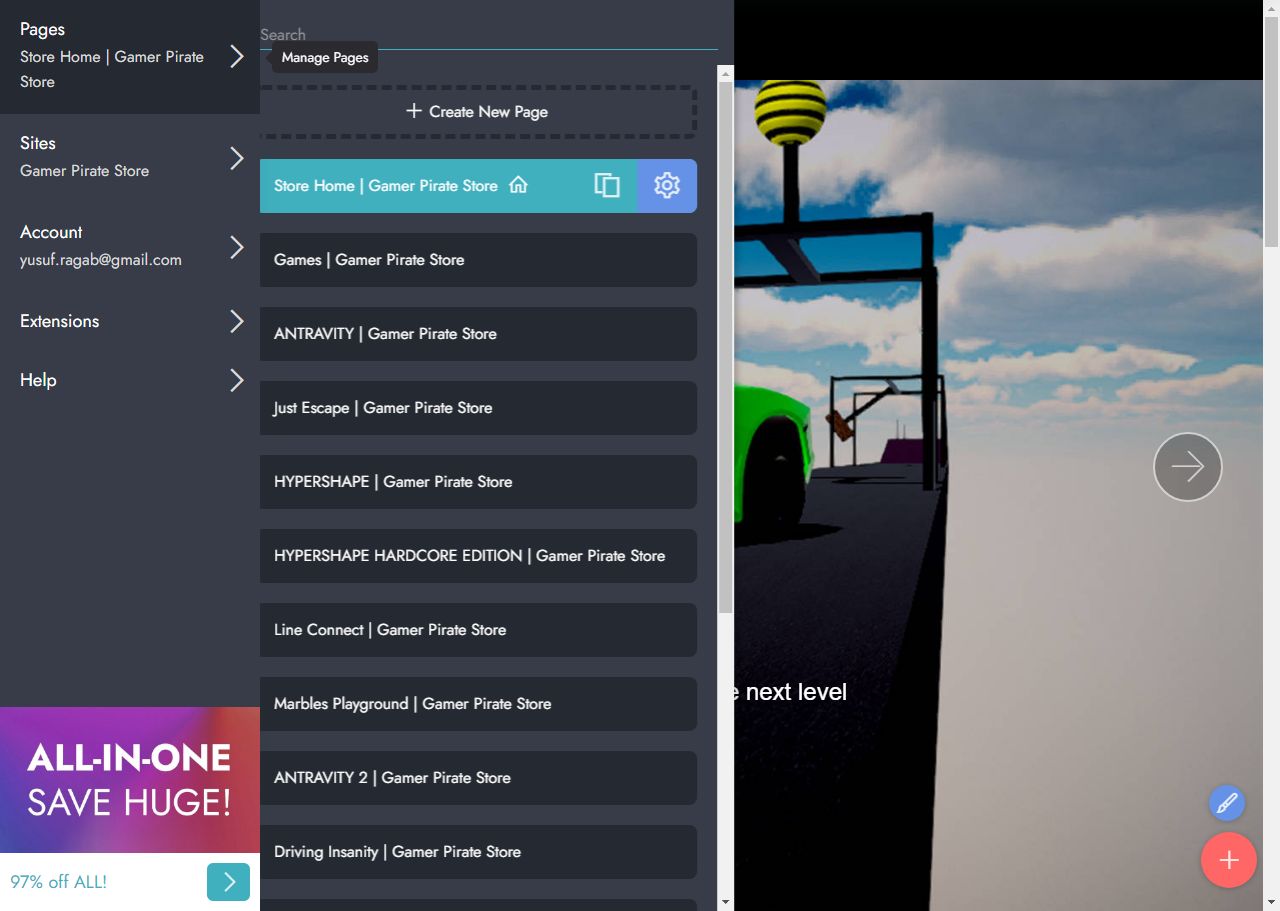 Pages
Store Home | Gamer Pirate
Store
Sites
Gamer Pirate Store
Account
yusuf.ragab@gmail.com
Extensions
Help
ALL-IN-ONE
SAVE HUGE!
97% off ALL!
Search
Manage Pages
Create New Page
Store Home | Gamer Pirate Store
Games | Gamer Pirate Store
ANTRAVITY | Gamer Pirate Store
Just Escape | Gamer Pirate Store
HYPERSHAPE | Gamer Pirate Store
HYPERSHAPE HARDCORE EDITION | Gamer Pirate Store
Line Connect | Gamer Pirate Store
Marbles Playground | Gamer Pirate Store
ANTRAVITY 2 | Gamer Pirate Store
Driving Insanity | Gamer Pirate Store
next level